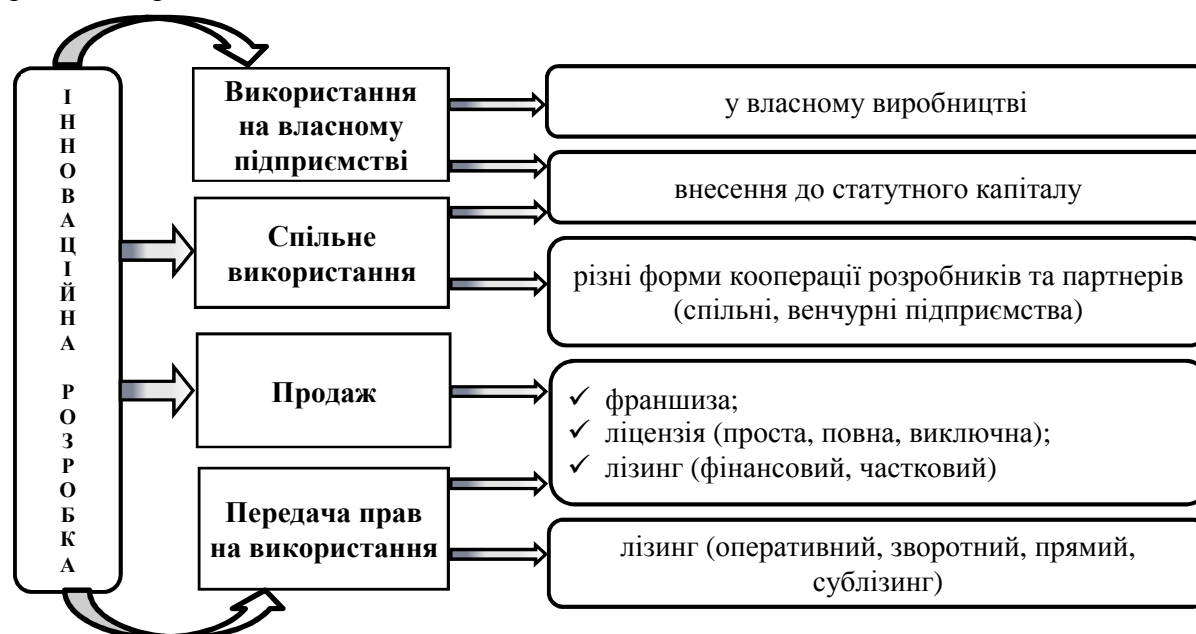 ІННОВАЦІЙНА РОЗРОБКА
Використання
на власному
підприємстві
у власному виробництві
внесення до статутного капіталу
Спільне
використання
різні форми кооперації розробників та партнерів
(спільні, венчурні підприємства)
Продаж
✓ франшиза;
✓ ліцензія (проста, повна, виключна);
✓ лізинг (фінансовий, частковий)
Передача прав
на використання
лізинг (оперативний, зворотний, прямий,
сублізинг)